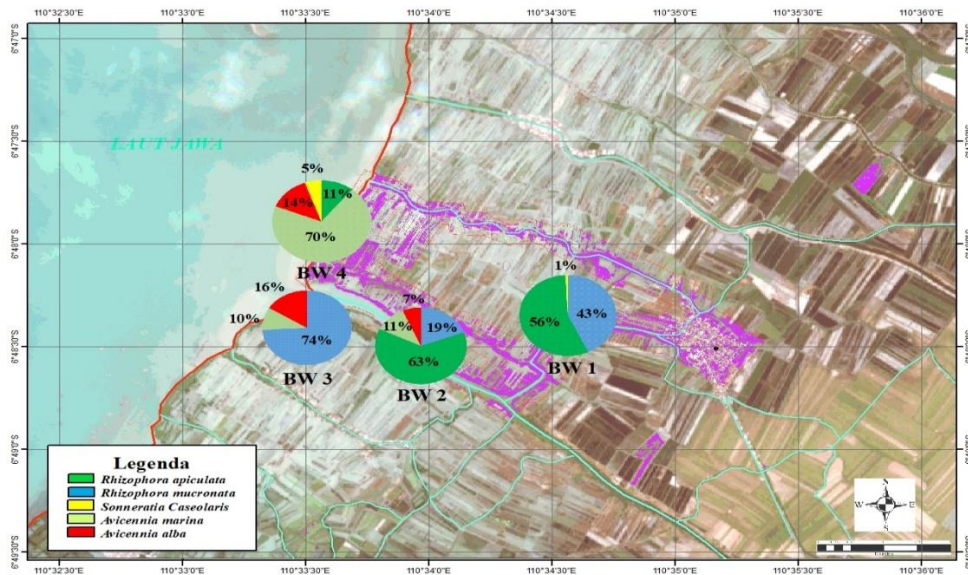 110°32'30"E 110°33'0"E 110°33'30"E 110°34'0"E 110°34'30"E 110°35'0"E 110°35'30"E 110°36'0"E
6°47'0"S
6°47'30"S
6°48'0"S
6°48'30"S
6°49'0"S
6°49'30"S
LAUT JAWA
5%
11%
14%
70%
BW 4
16%
10%
74%
BW 3
7%
11%
19%
63%
BW 2
1%
56%
43%
BW 1
Legenda
Rhizophora apiculata
Rhizophora mucronata
Sonneratia Caseolaris
Avicennia marina
Avicennia alba
W E
S
110°32'30"E 110°33'0"E 110°33'30"E 110°34'0"E 110°34'30"E 110°35'0"E 110°35'30"E 110°36'0"E